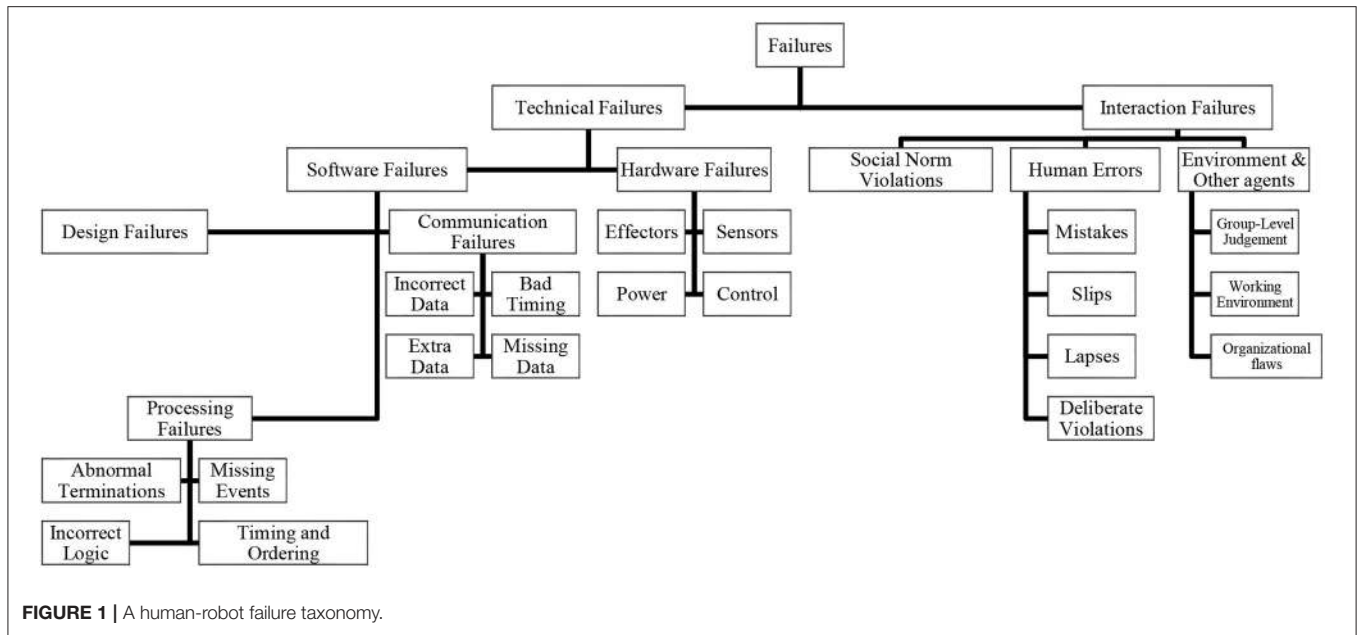 Failures
Technical Failures
Interaction Failures
Software Failures
Hardware Failures
Social Norm
Violations
Human Errors
Environment &
Other agents
Design Failures
Communication
Failures
Effectors
Sensors
Mistakes
Group-Level
Judgement
Incorrect
Data
Bad
Timing
Power
Control
Slips
Working
Environment
Extra
Data
Missing
Data
Lapses
Organizational
flaws
Processing
Failures
Deliberate
Violations
Abnormal
Terminations
Missing
Events
Incorrect
Logic
Timing and
Ordering
FIGURE 1 | A human-robot failure taxonomy.